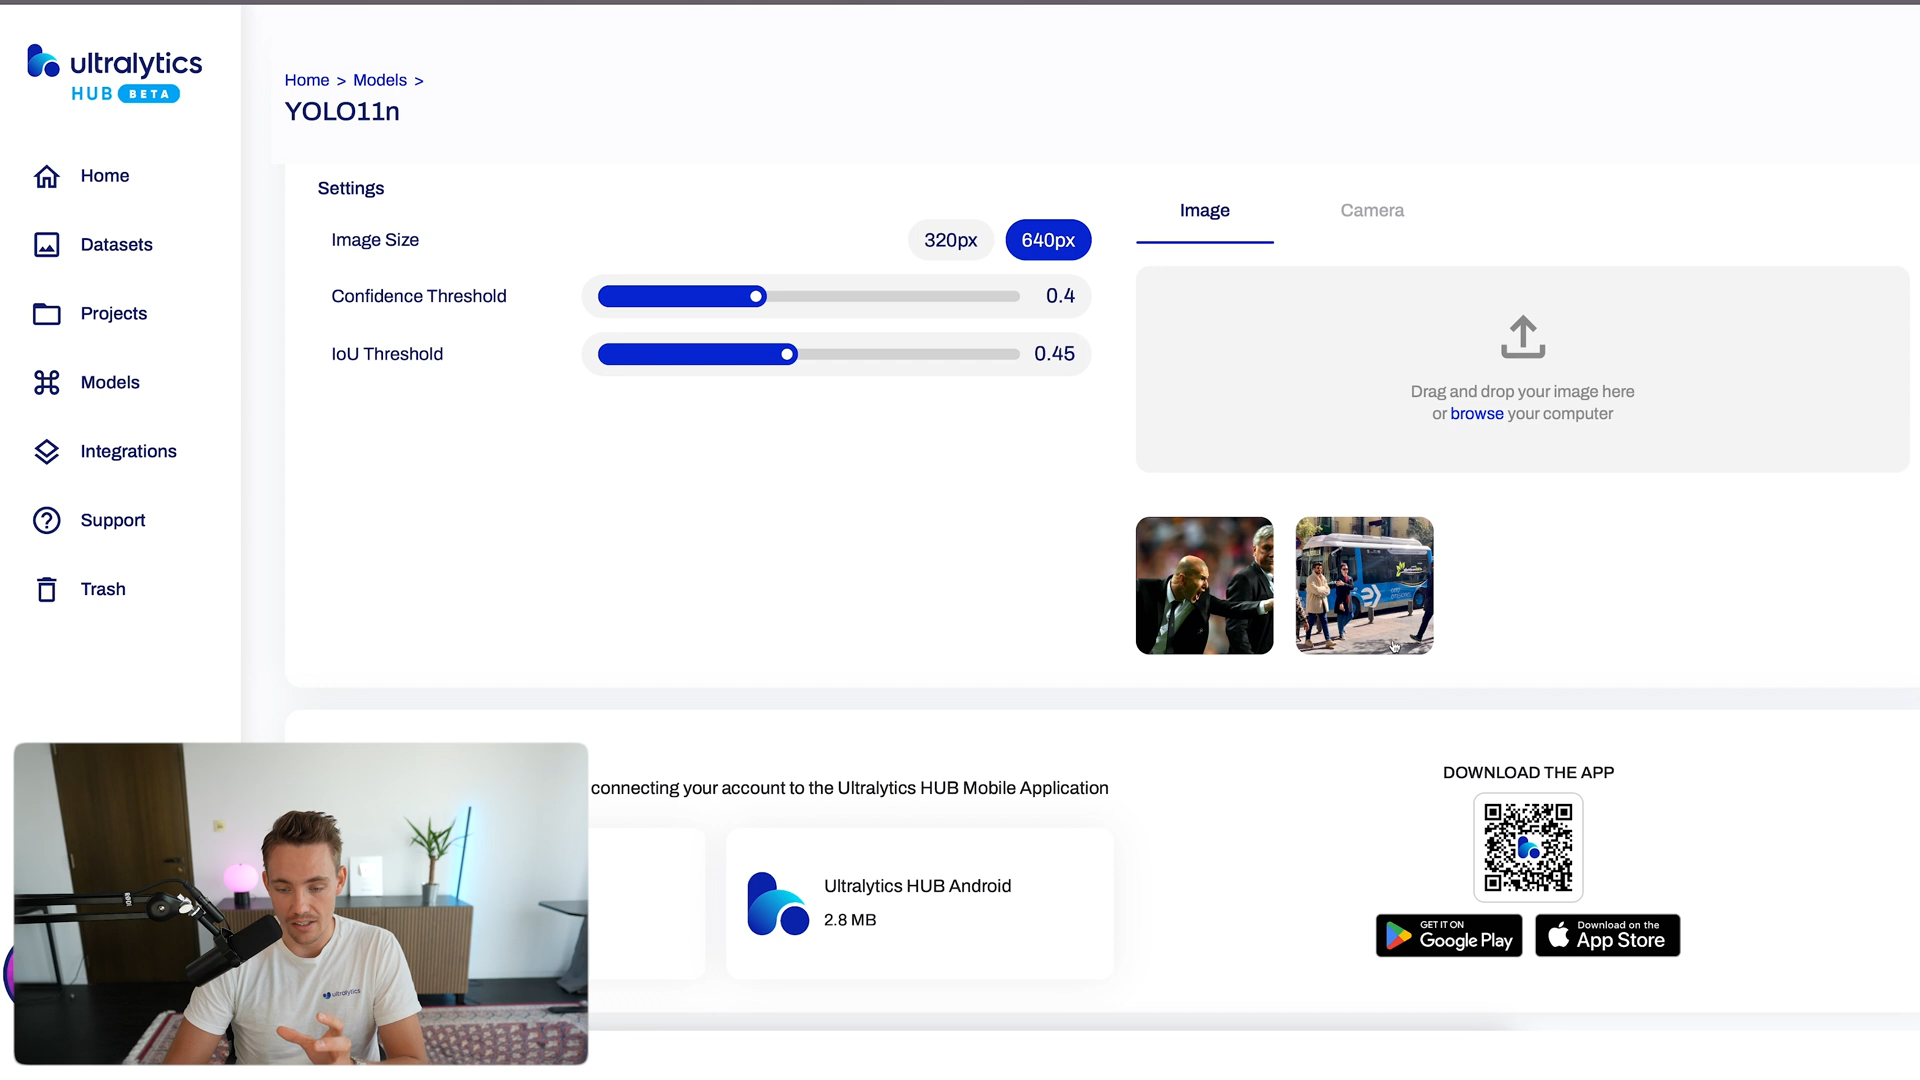 ultralytics
HUB BETA
Home
Datasets
Projects
Models
Integrations
Support
Trash
Home > Models >
YOLO11n
Settings
Image Size
320px
640px
Confidence Threshold
0.4
IoU Threshold
0.45
Image
Camera
Drag and drop your image here
or browse your computer
connecting your account to the Ultralytics HUB Mobile Application
Ultralytics HUB Android
2.8 MB
DOWNLOAD THE APP
GET IT ON
Google Play
Download on the
App Store
ultralytics